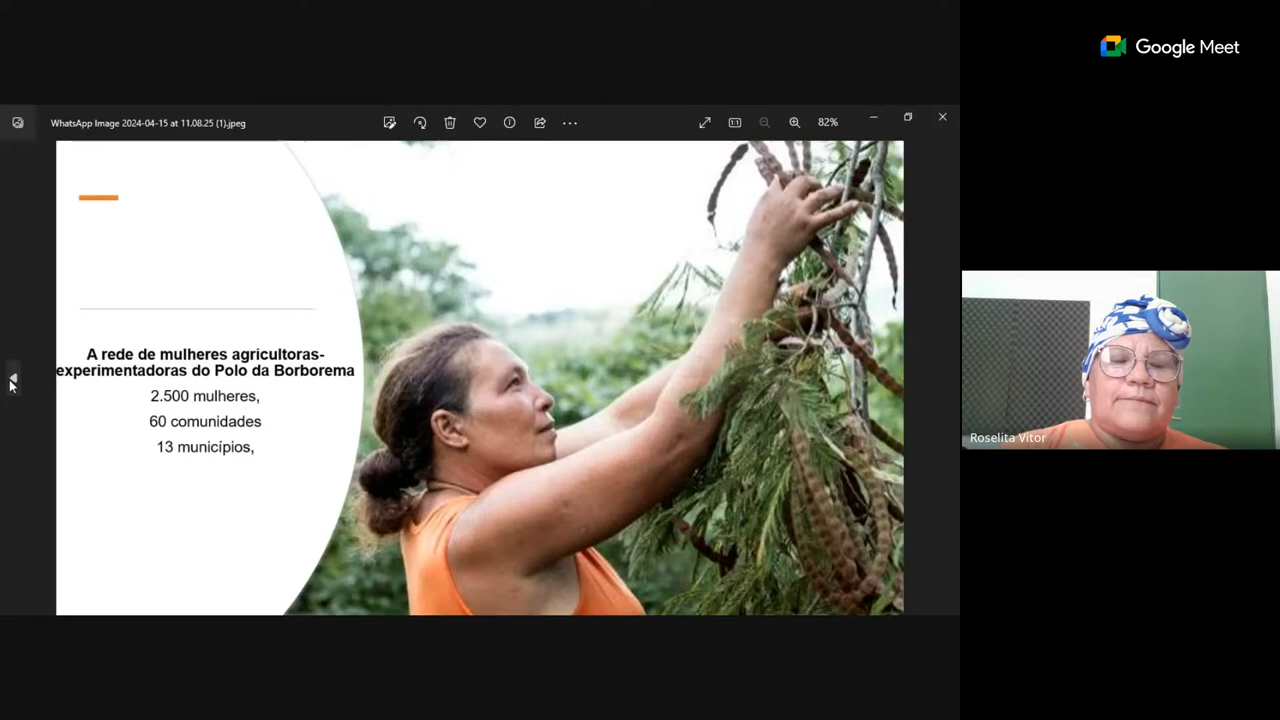 Google Meet
WhatsApp Image 2024-04-15 at 11.08.25 (1).jpeg
82%
A rede de mulheres agricultoras-
experimentadoras do Polo da Borborema
2.500 mulheres,
60 comunidades
13 municípios,
Roselita Vitor